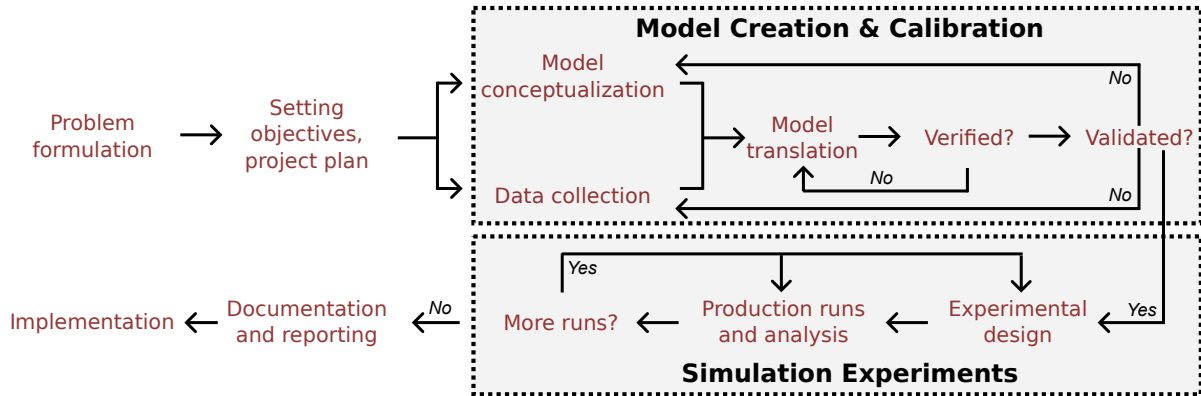 Model Creation & Calibration
Problem
formulation
Setting
objectives,
project plan
Model
conceptualization
Data collection
Model
translation
Verified?
No
Validated?
No
No
Yes
Experimental
design
Production runs
and analysis
More runs?
Yes
No
Documentation
and reporting
Implementation
Simulation Experiments